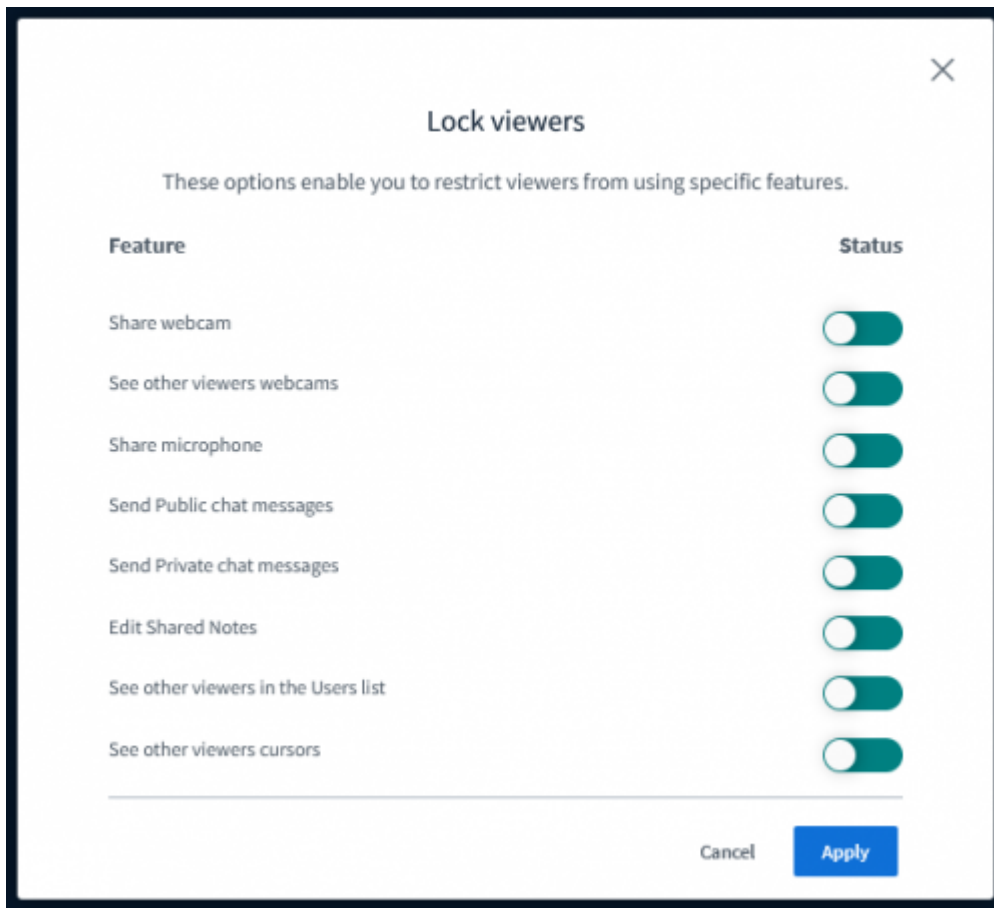 Lock viewers
These options enable you to restrict viewers from using specific features.
Feature Status
Share webcam
See other viewers webcams
Share microphone
Send Public chat messages
Send Private chat messages
Edit Shared Notes
See other viewers in the Users list
See other viewers cursors
Cancel Apply